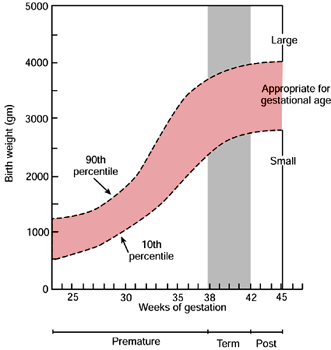 5000
Large
4000
Appropriate for
gestational age
3000
Birth weight (gm)
Small
2000
90th
percentile
1000
10th
percentile
0
25 30 35 38 42 45
Weeks of gestation
Premature Term Post